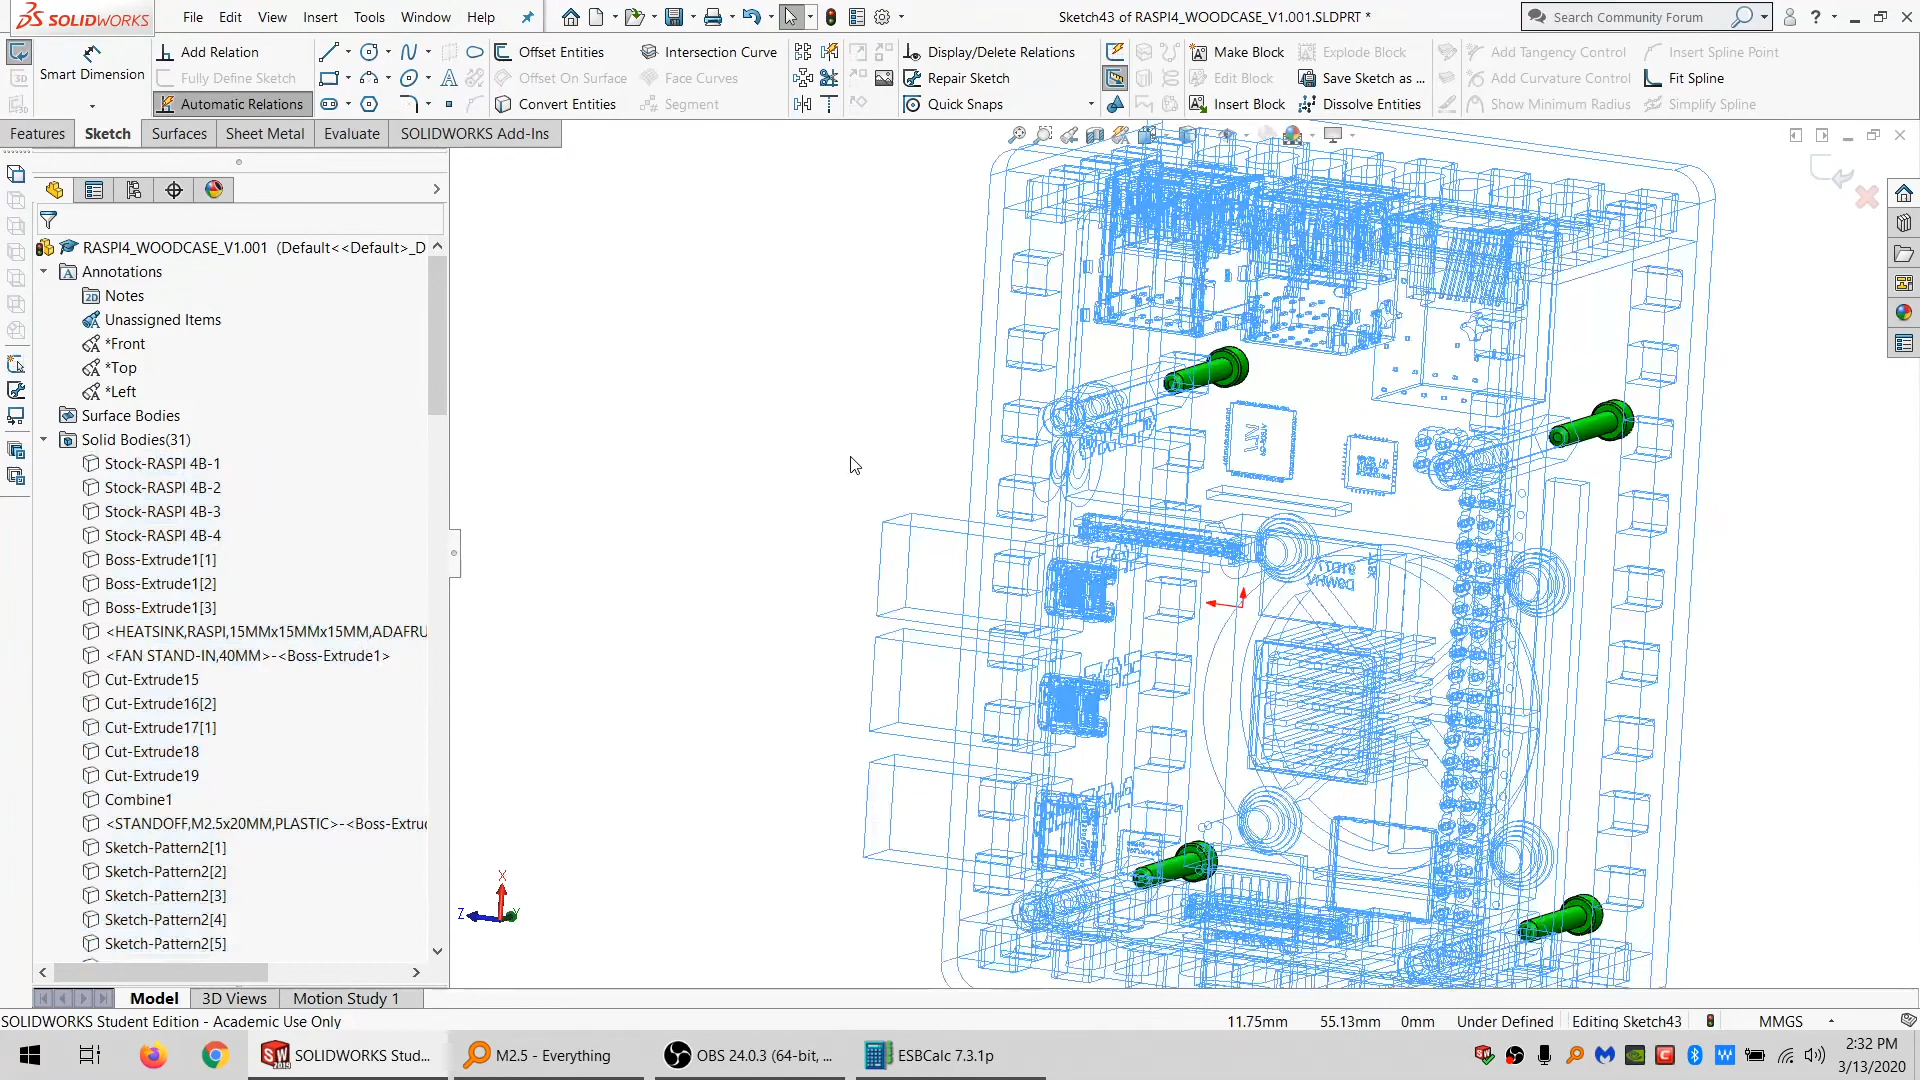 SOLIDWORKS
File Edit View Insert Tools Window Help
Sketch43 of RASPI4_WOODCASE_V1.001.SLDPRT *
Search Community Forum
Smart Dimension
Add Relation
Fully Define Sketch
Automatic Relations
Offset Entities
Offset On Surface
Convert Entities
Intersection Curve
Face Curves
Segment
Display/Delete Relations
Repair Sketch
Quick Snaps
Make Block
Edit Block
Insert Block
Explode Block
Save Sketch as ...
Dissolve Entities
Add Tangency Control
Add Curvature Control
Show Minimum Radius
Insert Spline Point
Fit Spline
Simplify Spline
Features Sketch Surfaces Sheet Metal Evaluate SOLIDWORKS Add-Ins
RASPI4_WOODCASE_V1.001 (Default<<Default>_D
Annotations
Notes
Unassigned Items
*Front
*Top
*Left
Surface Bodies
Solid Bodies(31)
Stock-RASPI 4B-1
Stock-RASPI 4B-2
Stock-RASPI 4B-3
Stock-RASPI 4B-4
Boss-Extrude1[1]
Boss-Extrude1[2]
Boss-Extrude1[3]
<HEATSINK,RASPI,15MMx15MMx15MM,ADAFRU
<FAN STAND-IN,40MM>-<Boss-Extrude1>
Cut-Extrude15
Cut-Extrude16[2]
Cut-Extrude17[1]
Cut-Extrude18
Cut-Extrude19
Combine1
<STANDOFF,M2.5x20MM,PLASTIC>-<Boss-Extru
Sketch-Pattern2[1]
Sketch-Pattern2[2]
Sketch-Pattern2[3]
Sketch-Pattern2[4]
Sketch-Pattern2[5]
X
Z
Y
Model 3D Views Motion Study 1
SOLIDWORKS Student Edition - Academic Use Only
11.75mm 55.13mm 0mm Under Defined Editing Sketch43 MMGS
SOLIDWORKS Stud...
M2.5 - Everything
OBS 24.0.3 (64-bit, ...
ESBCalc 7.3.1p
2:32 PM
3/13/2020